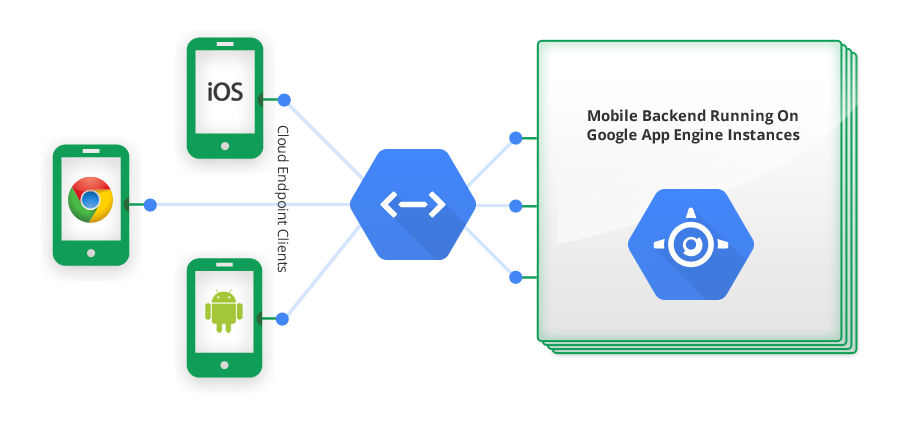 iOS
Cloud Endpoint Clients
Mobile Backend Running On
Google App Engine Instances